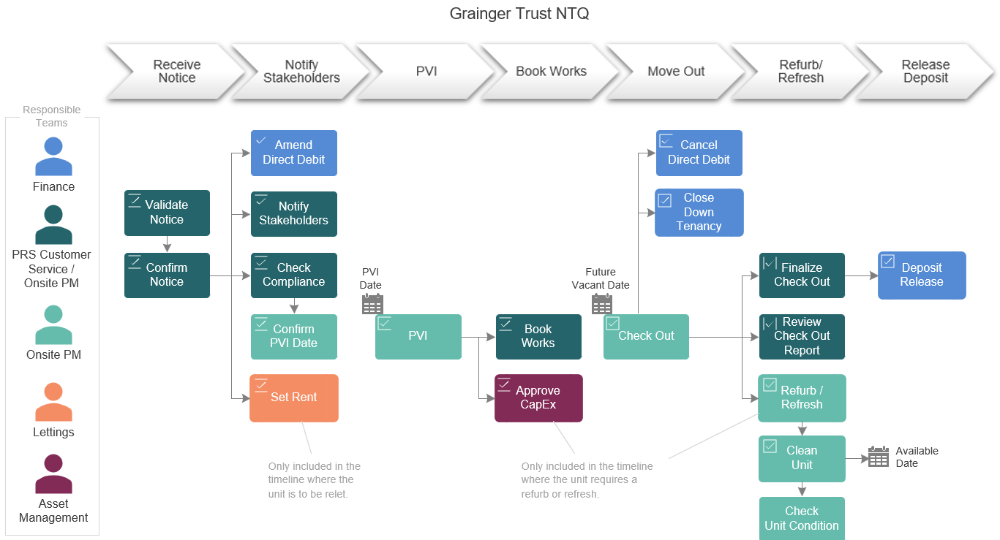 Grainger Trust NTQ
Receive
Notice
Notify
Stakeholders
PVI
Book Works
Move Out
Refurb/
Refresh
Release
Deposit
Responsible
Teams
Finance
PRS Customer
Service /
Onsite PM
Onsite PM
Lettings
Asset
Management
Validate
Notice
Confirm
Notice
Amend
Direct Debit
Notify
Stakeholders
Check
Compliance
Confirm
PVI Date
Set Rent
Only included in the
timeline where the
unit is to be relet.
PVI
Date
PVI
Book
Works
Approve
CapEx
Only included in the timeline
where the unit requires a
refurb or refresh.
Future
Vacant Date
Check Out
Cancel
Direct Debit
Close
Down
Tenancy
Finalize
Check Out
Review
Check Out
Report
Refurb /
Refresh
Clean
Unit
Available
Date
Check
Unit Condition
Deposit
Release